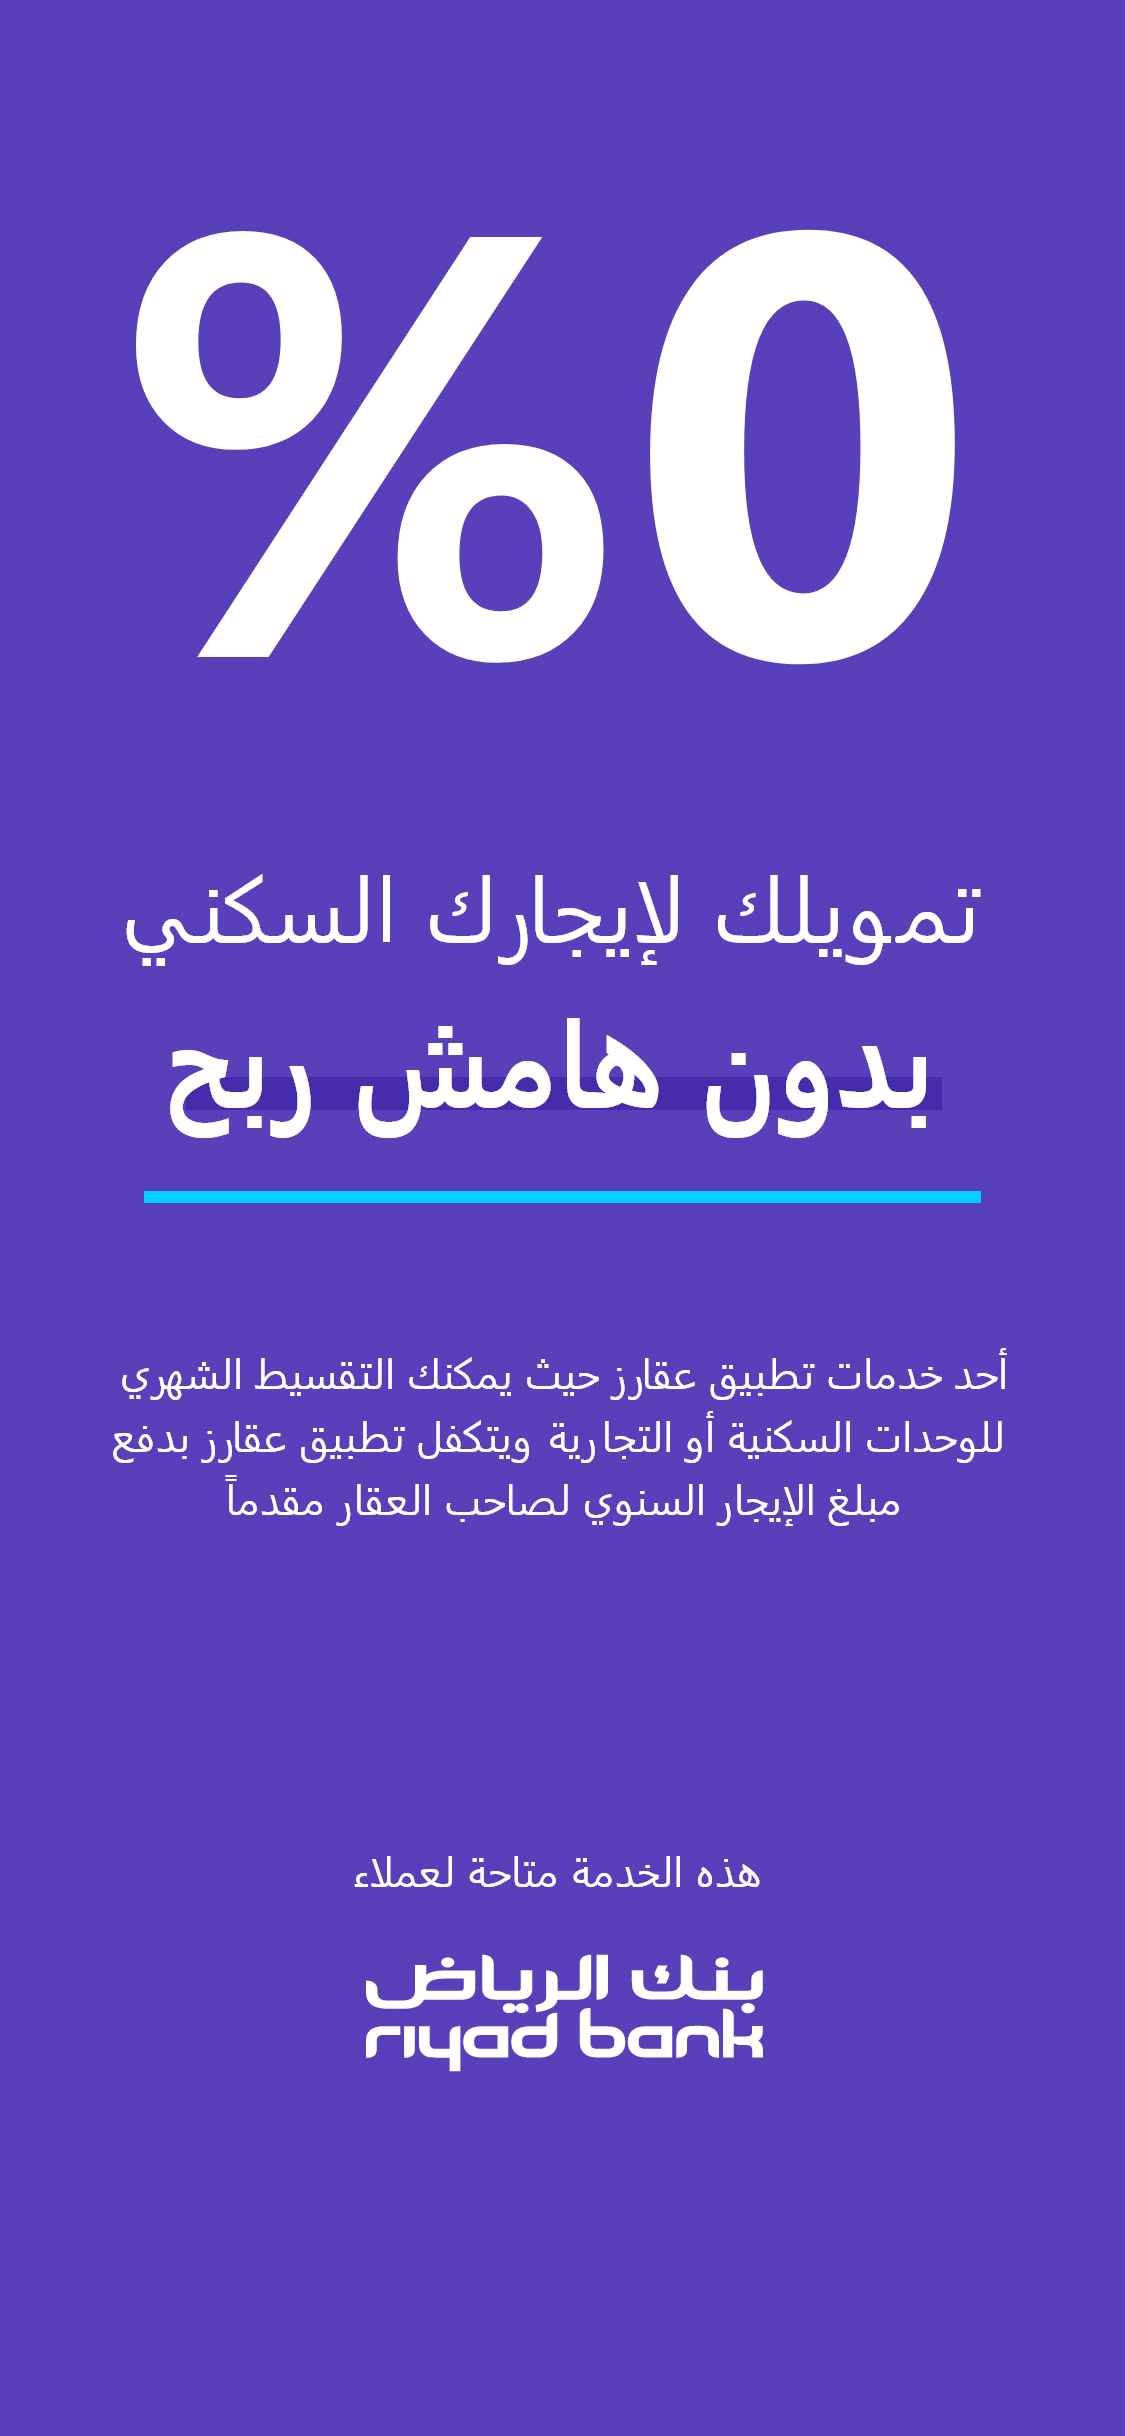 %0
تمويلك لإيجارك السكني
بدون هامش ربح
أحد خدمات تطبيق عقارز حيث يمكنك التقسيط الشهري
للوحدات السكنية أو التجارية ويتكفل تطبيق عقارز بدفع
مبلغ الإيجار السنوي لصاحب العقار مقدماً
هذه الخدمة متاحة لعملاء
بنك الرياض
riyad bank